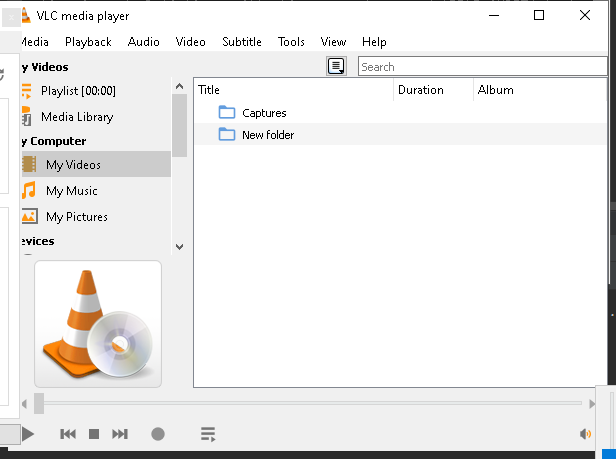 VLC media player
Media Playback Audio Video Subtitle Tools View Help
y Videos
Search
Playlist [00:00]
Media Library
y Computer
My Videos
My Music
My Pictures
evices
Title Duration Album
Captures
New folder